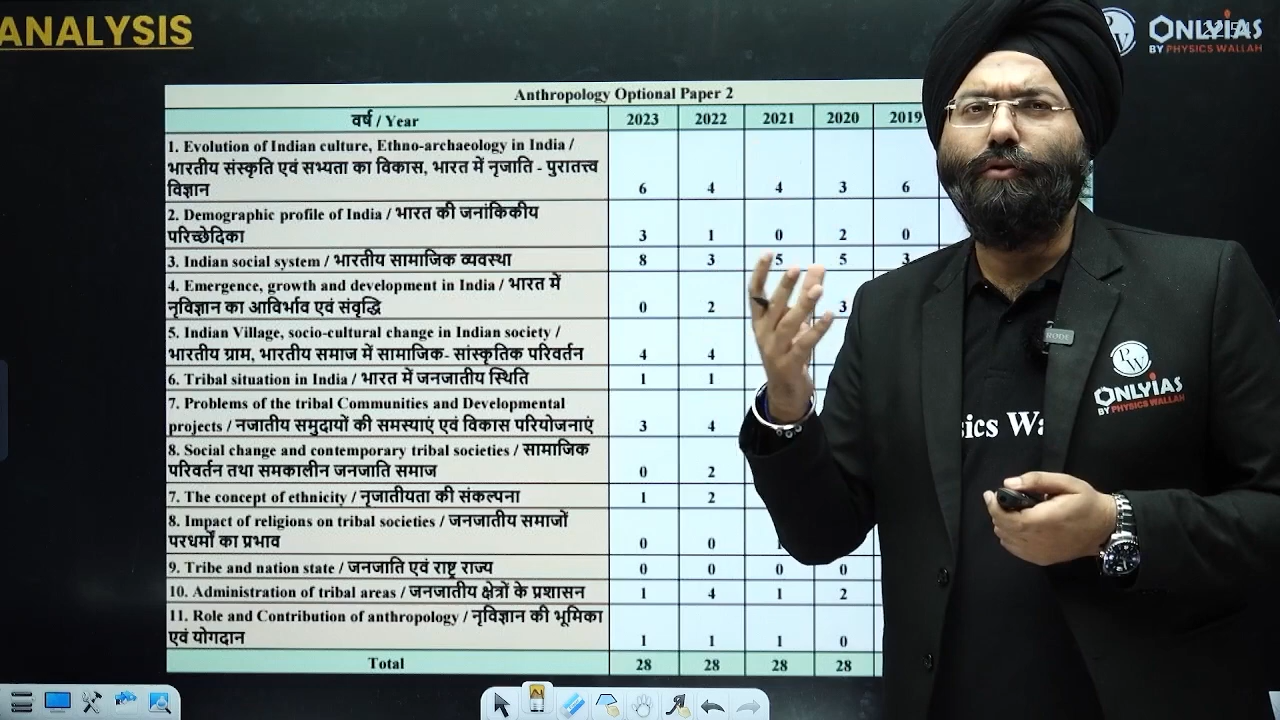 ANALYSIS
ONLYIAS
BY PHYSICS WALLAH
Anthropology Optional Paper 2
वर्ष / Year 2023 2022 2021 2020 2019
1. Evolution of Indian culture, Ethno-archaeology in India /
भारतीय संस्कृति एवं सभ्यता का विकास, भारत में नृजाति - पुरातत्त्व
विज्ञान 6 4 4 3 6
2. Demographic profile of India / भारत की जनांकिकीय
परिच्छेदिका 3 1 0 2 0
3. Indian social system / भारतीय सामाजिक व्यवस्था 8 3 5 5 3
4. Emergence, growth and development in India / भारत में
नृविज्ञान का आविर्भाव एवं संवृद्धि 0 2 3
5. Indian Village, socio-cultural change in Indian society /
भारतीय ग्राम, भारतीय समाज में सामाजिक- सांस्कृतिक परिवर्तन 4 4
6. Tribal situation in India / भारत में जनजातीय स्थिति 1 1
7. Problems of the tribal Communities and Developmental
projects / नजातीय समुदायों की समस्याएं एवं विकास परियोजनाएं 3 4
8. Social change and contemporary tribal societies / सामाजिक
परिवर्तन तथा समकालीन जनजाति समाज 0 2
7. The concept of ethnicity / नृजातीयता की संकल्पना 1 2
8. Impact of religions on tribal societies / जनजातीय समाजों
परधर्मों का प्रभाव 0 0 1
9. Tribe and nation state / जनजाति एवं राष्ट्र राज्य 0 0 0 0
10. Administration of tribal areas / जनजातीय क्षेत्रों के प्रशासन 1 4 1 2
11. Role and Contribution of anthropology / नृविज्ञान की भूमिका
एवं योगदान 1 1 1 0
Total 28 28 28 28
RODE
PW
ONLYIAS
BY PHYSICS WALLAH
sics Wa